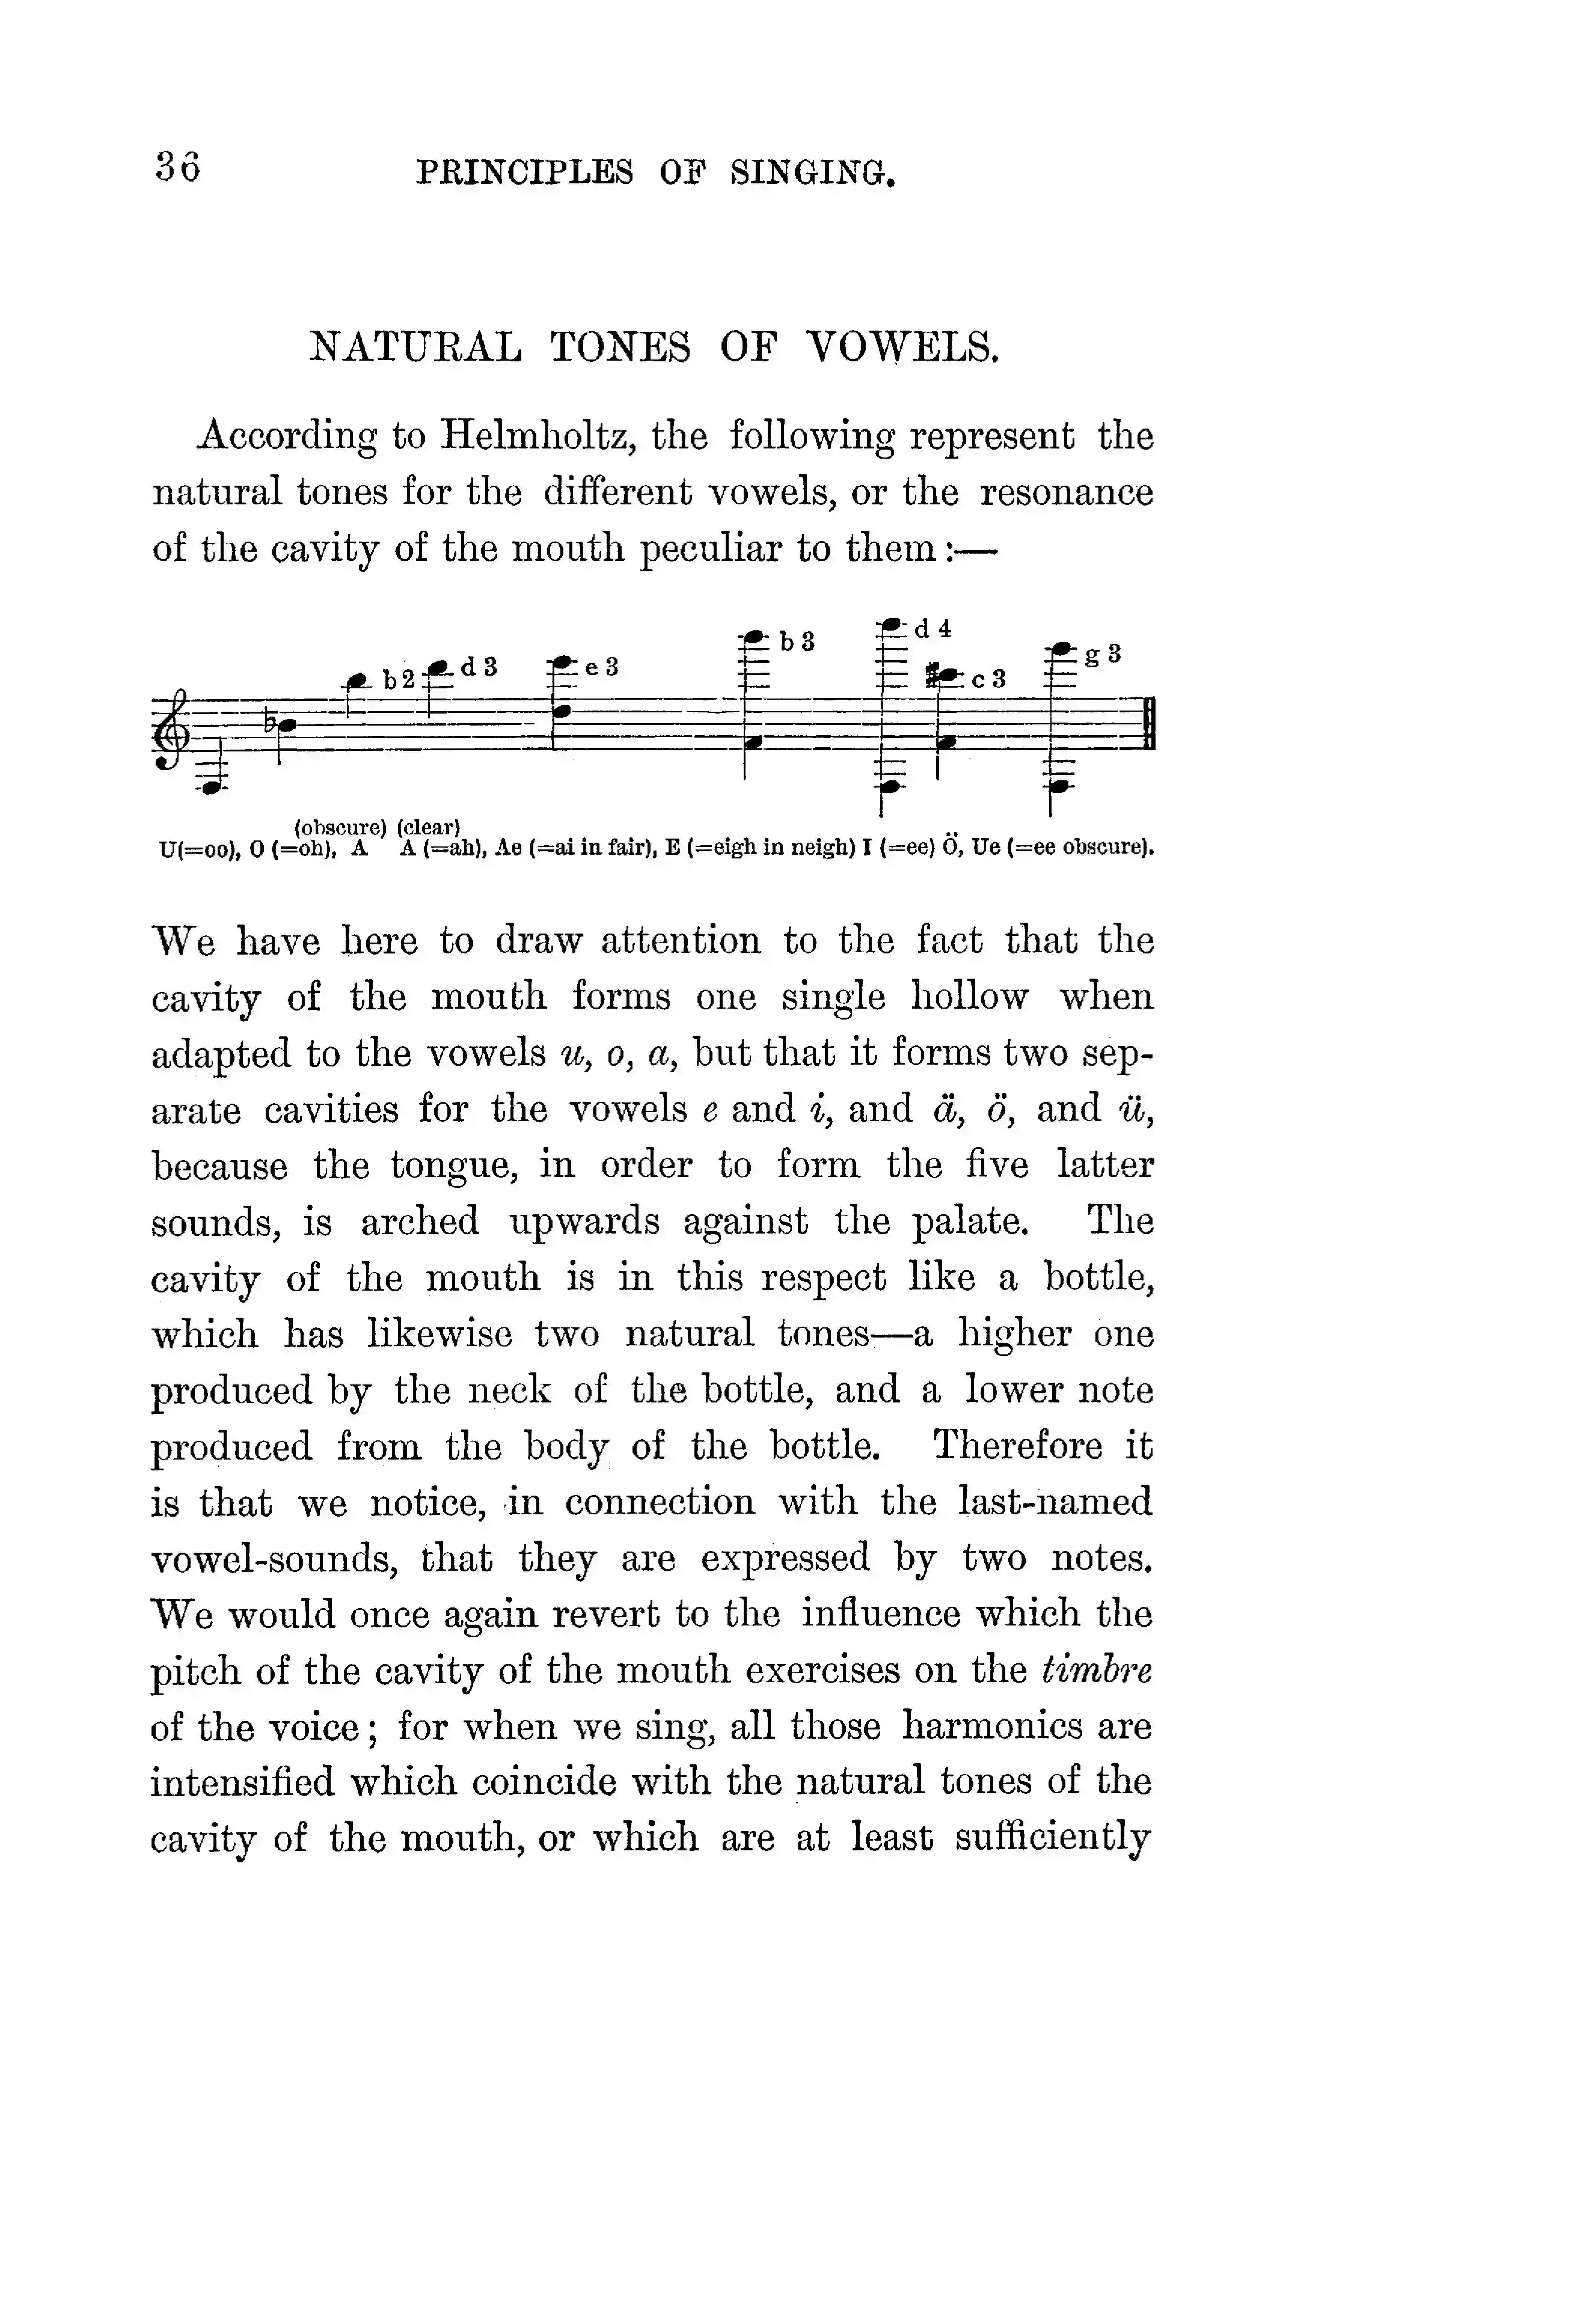 36 PRINCIPLES OF SINGING.
NATURAL TONES OF VOWELS.
According to Helmholtz, the following represent the
natural tones for the different vowels, or the resonance
of the cavity of the mouth peculiar to them:—
b2 d3 e3 b3 d4 c3 g3
(obscure) (clear)
U(=oo), O (=oh), A A (=ah), Ae (=ai in fair), E (=eigh in neigh) I (=ee) Ö, Ue (=ee obscure).
We have here to draw attention to the fact that the
cavity of the mouth forms one single hollow when
adapted to the vowels u, o, a, but that it forms two sep-
arate cavities for the vowels e and i, and ä, ö, and ü,
because the tongue, in order to form the five latter
sounds, is arched upwards against the palate. The
cavity of the mouth is in this respect like a bottle,
which has likewise two natural tones—a higher one
produced by the neck of the bottle, and a lower note
produced from the body of the bottle. Therefore it
is that we notice, in connection with the last-named
vowel-sounds, that they are expressed by two notes.
We would once again revert to the influence which the
pitch of the cavity of the mouth exercises on the timbre
of the voice; for when we sing, all those harmonics are
intensified which coincide with the natural tones of the
cavity of the mouth, or which are at least sufficiently